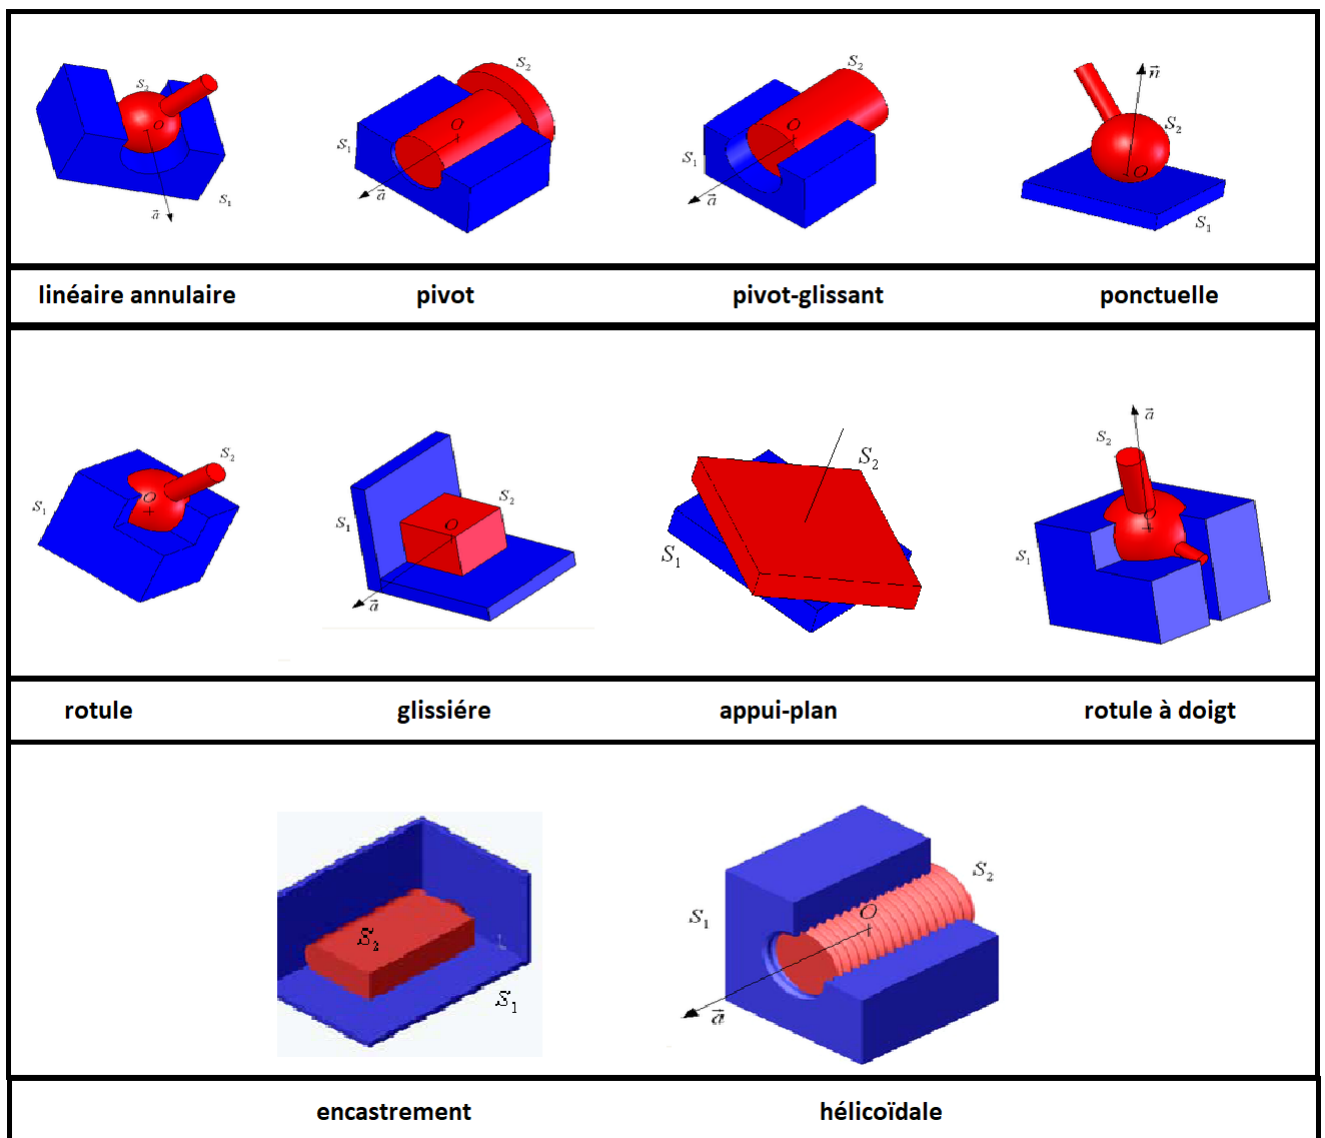 S₂ O S₁ a⃗
S₂ S₁ O a⃗
S₂ S₁ O a⃗
n⃗ S₂ O S₁
linéaire annulaire pivot pivot-glissant ponctuelle
S₂ S₁ O
S₂ S₁ O a⃗
S₂ S₁
a⃗ S₂ O S₁
rotule glissiére appui-plan rotule à doigt
S₂ S₁
S₂ O S₁ a⃗
encastrement hélicoïdale